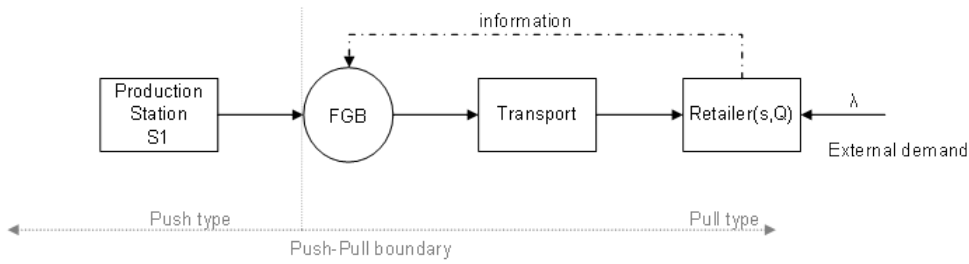 information
Production
Station
S1
FGB
Transport
Retailer(s,Q)
λ
External demand
Push type
Pull type
Push-Pull boundary